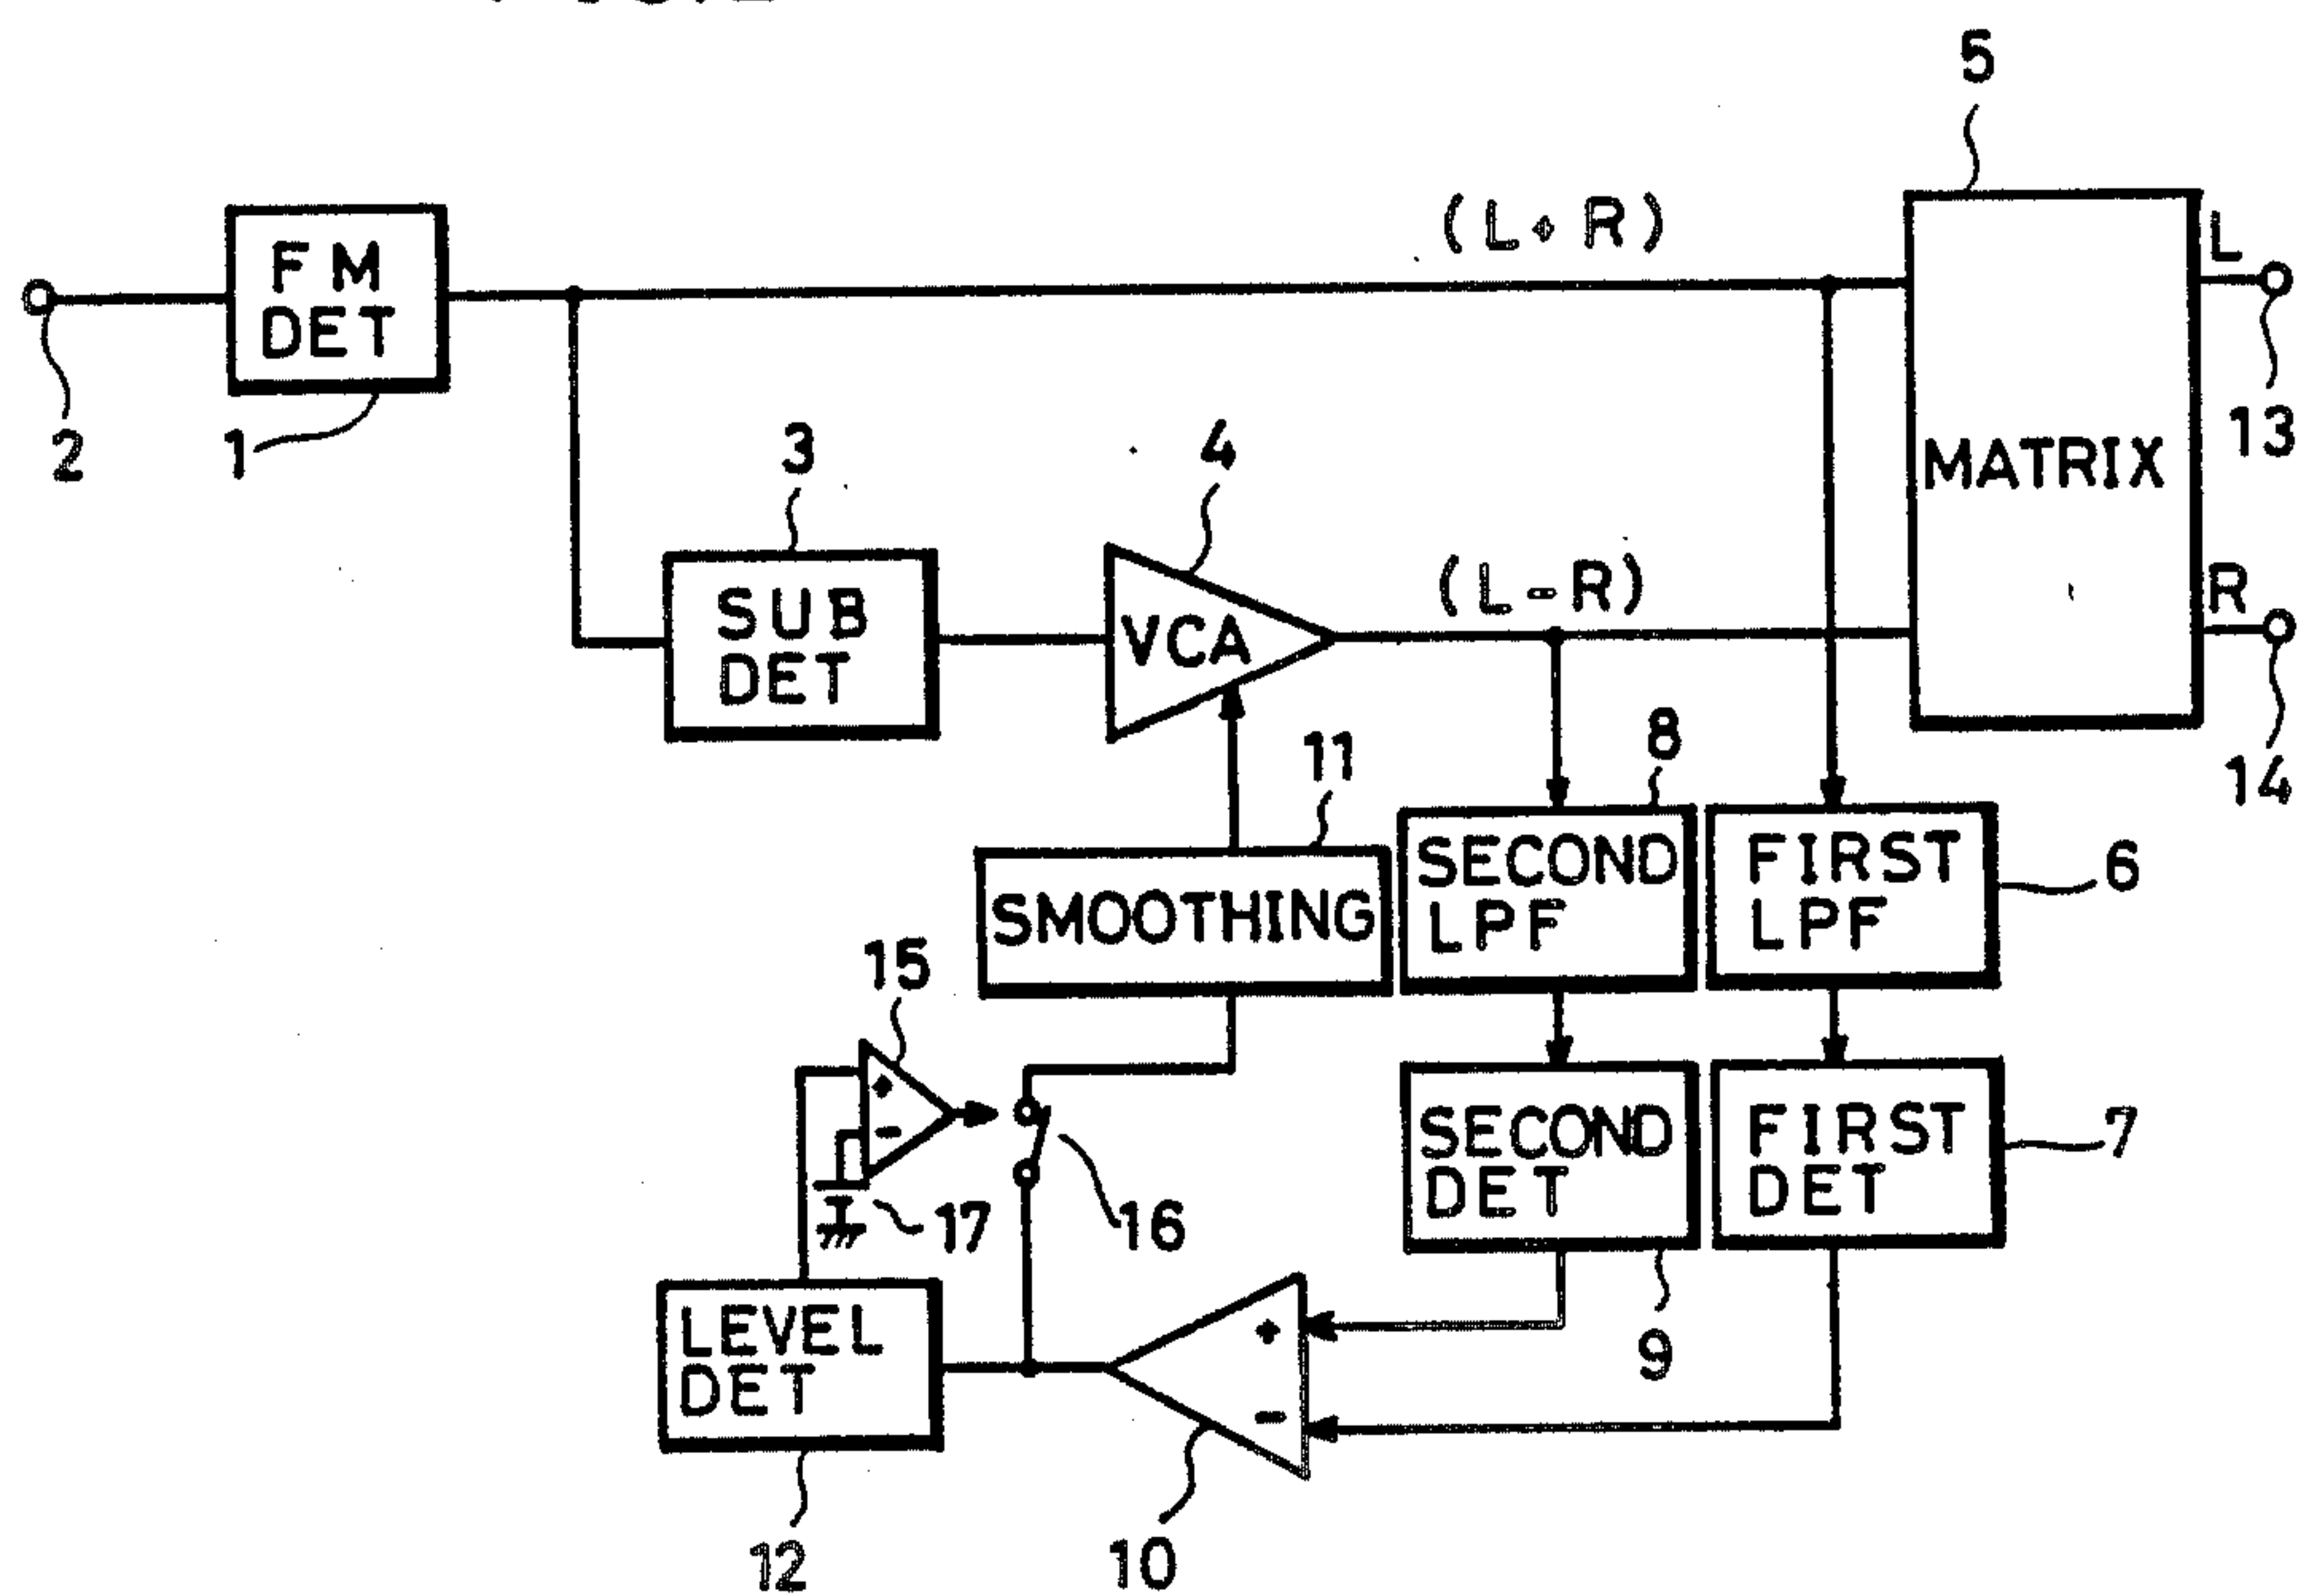 5
(L+R)
L
FM
DET
2
1
13
3
4
MATRIX
(L-R)
R
SUB
DET
VCA
11
8
14
SECOND
LPF
FIRST
LPF
6
SMOOTHING
15
+
-
SECOND
DET
FIRST
DET
7
17
16
LEVEL
DET
+
-
9
12
10